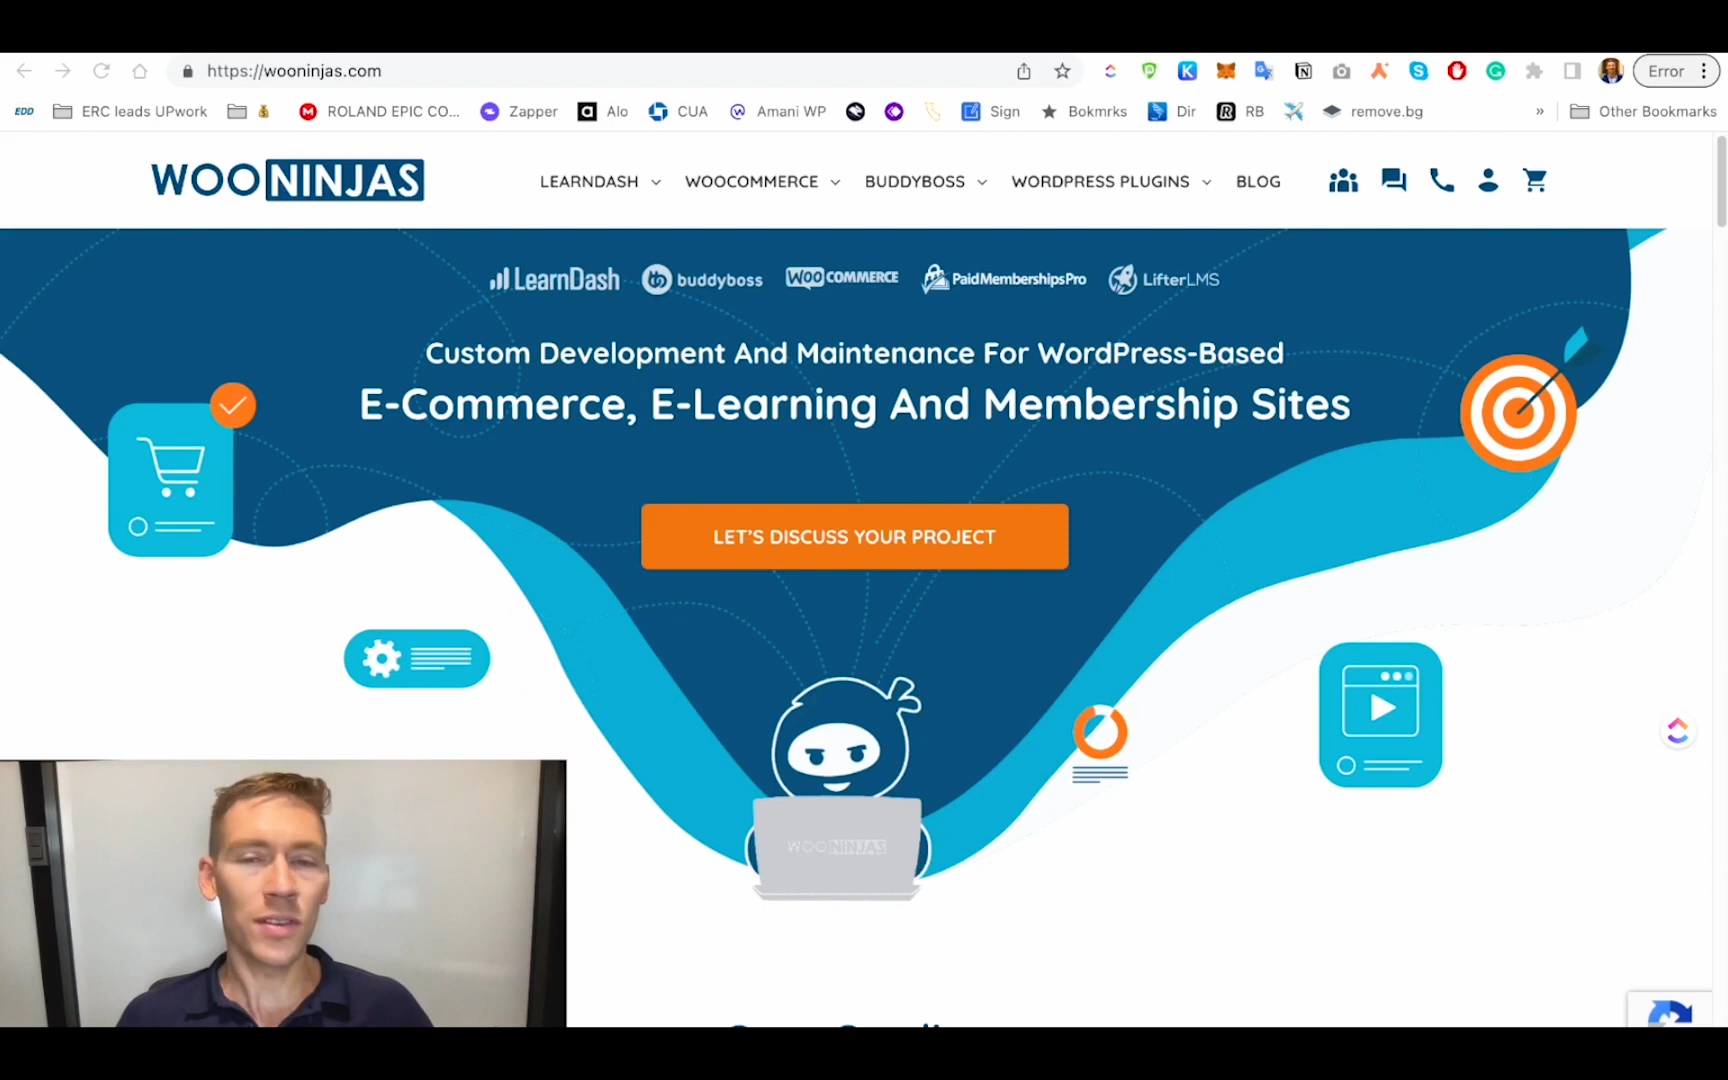 https://wooninjas.com
Error
EDD ERC leads UPwork ROLAND EPIC CO... Zapper Alo CUA Amani WP Sign Bokmrks Dir RB remove.bg » Other Bookmarks
WOONINJAS LEARNDASH WOOCOMMERCE BUDDYBOSS WORDPRESS PLUGINS BLOG
LearnDash buddyboss WOO COMMERCE PaidMembershipsPro LifterLMS
Custom Development And Maintenance For WordPress-Based
E-Commerce, E-Learning And Membership Sites
LET'S DISCUSS YOUR PROJECT
WOONINJAS